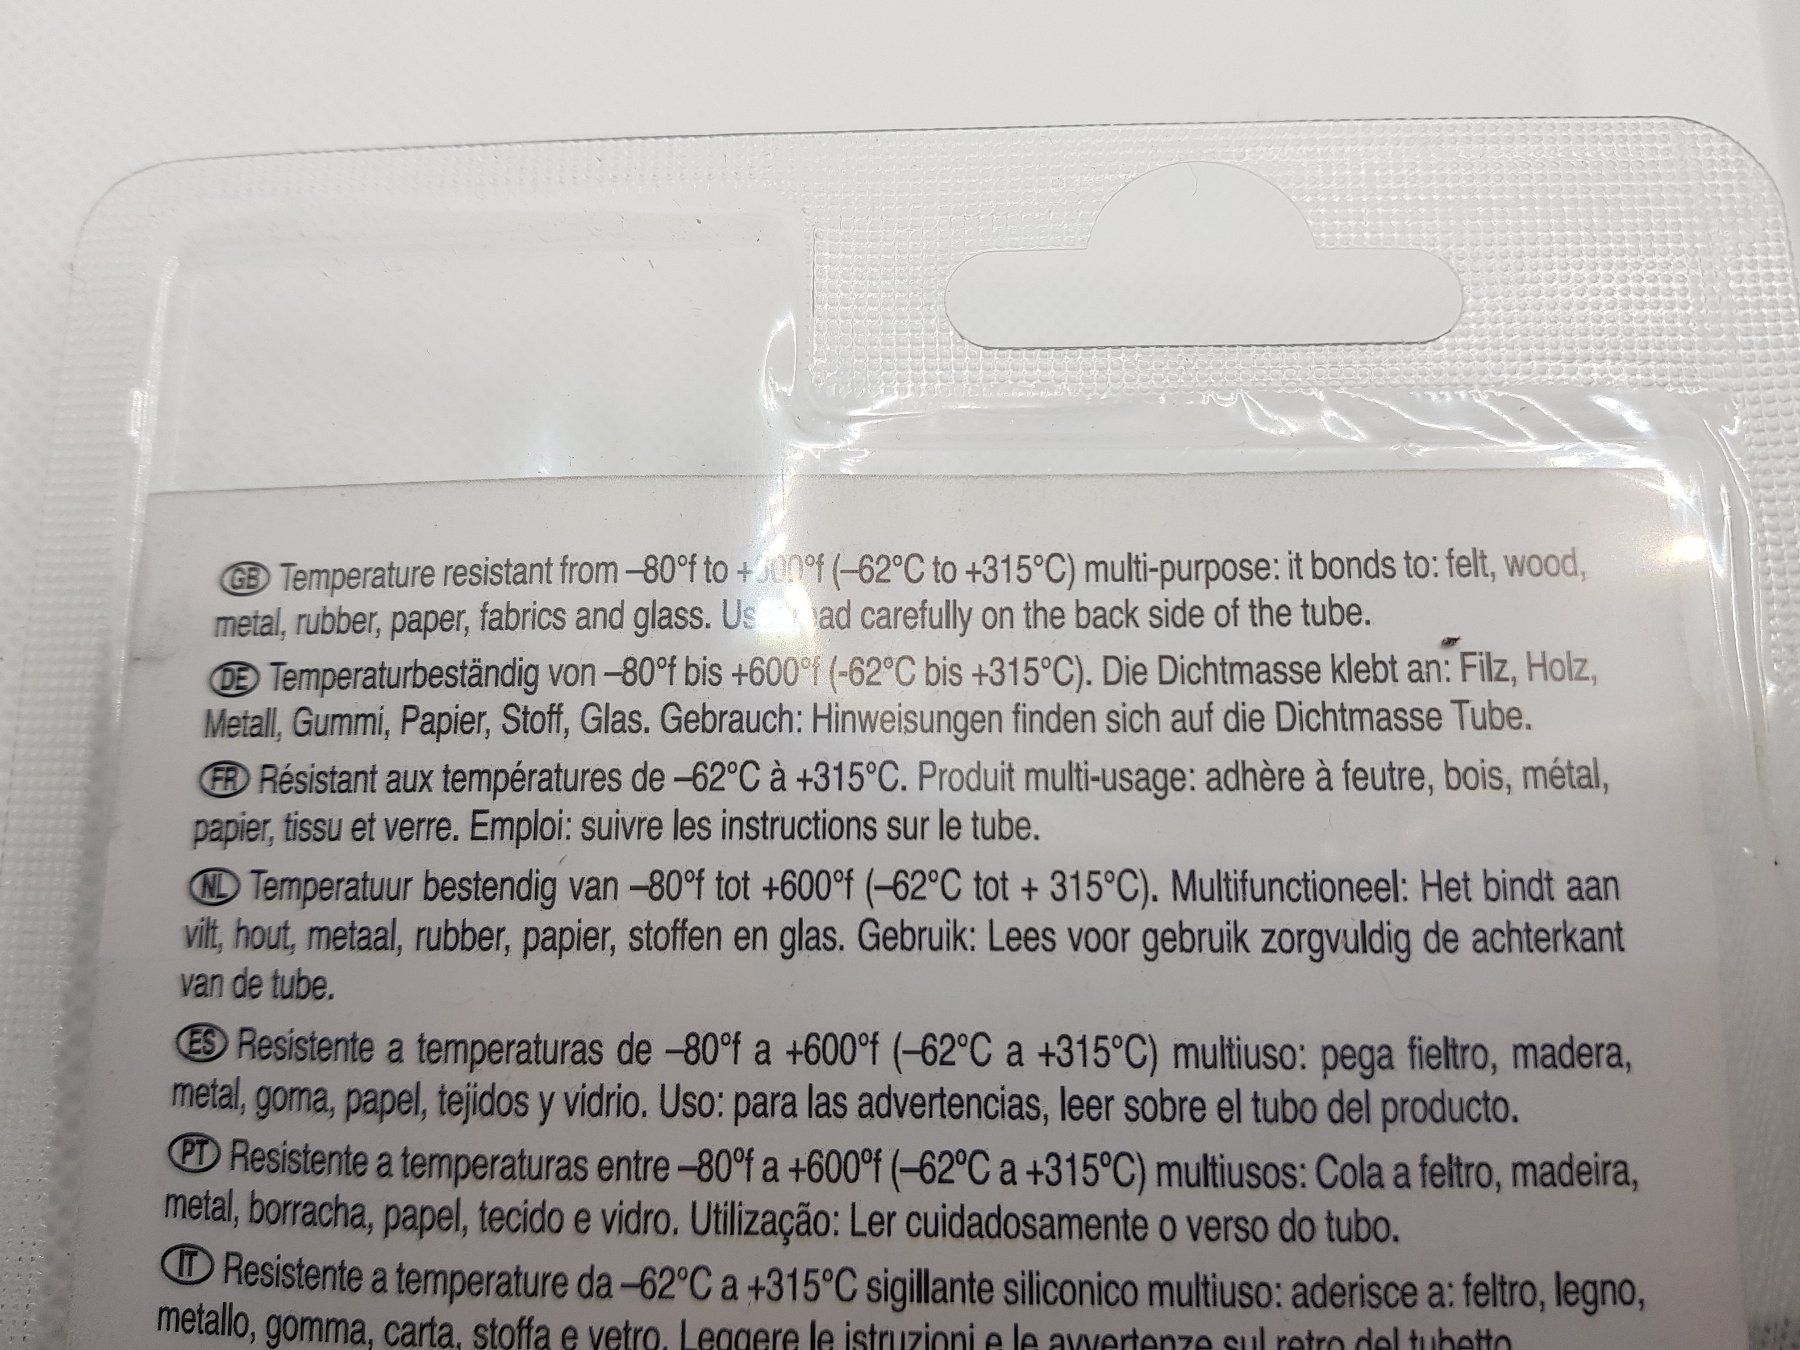 GB Temperature resistant from –80°f to (–62°C to +315°C) multi-purpose: it bonds to: felt, wood,
metal, rubber, paper, fabrics and glass. carefully on the back side of the tube.
DE Temperaturbeständig von –80°f bis +600°f (-62°C bis +315°C). Die Dichtmasse klebt an: Filz, Holz,
Metall, Gummi, Papier, Stoff, Glas. Gebrauch: Hinweisungen finden sich auf die Dichtmasse Tube.
FR Résistant aux températures de –62°C à +315°C. Produit multi-usage: adhère à feutre, bois, métal,
papier, tissu et verre. Emploi: suivre les instructions sur le tube.
NL Temperatuur bestendig van –80°f tot +600°f (–62°C tot + 315°C). Multifunctioneel: Het bindt aan
vilt, hout, metaal, rubber, papier, stoffen en glas. Gebruik: Lees voor gebruik zorgvuldig de achterkant
van de tube.
ES Resistente a temperaturas de –80°f a +600°f (–62°C a +315°C) multiuso: pega fieltro, madera,
metal, goma, papel, tejidos y vidrio. Uso: para las advertencias, leer sobre el tubo del producto.
PT Resistente a temperaturas entre –80°f a +600°f (–62°C a +315°C) multiusos: Cola a feltro, madeira,
metal, borracha, papel, tecido e vidro. Utilização: Ler cuidadosamente o verso do tubo.
IT Resistente a temperature da –62°C a +315°C sigillante siliconico multiuso: aderisce a: feltro, legno,
metallo, gomma, carta, stoffa e vetro. Leggere le istruzioni e le avvertenze sul retro del tubetto